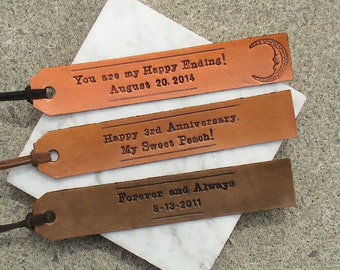 You are my Happy Ending!
August 20, 2014
Happy 3rd Anniversary,
My Sweet Peach!
Forever and Always
8-13-2011